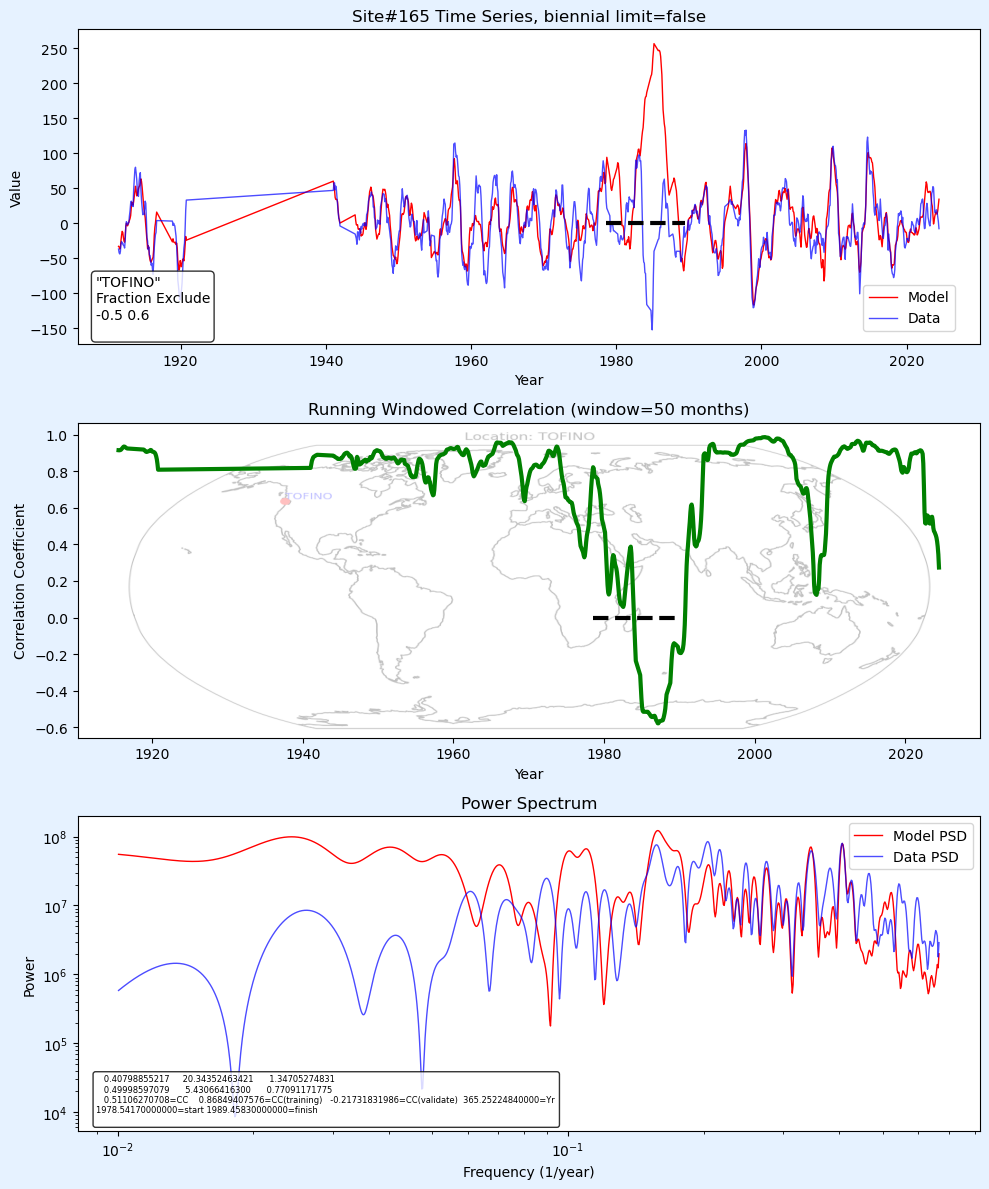 Site#165 Time Series, biennial limit=false
Value
250
200
150
100
50
0
−50
−100
−150
"TOFINO"
Fraction Exclude
-0.5 0.6
Model
Data
1920
1940
1960
1980
2000
2020
Year
Running Windowed Correlation (window=50 months)
Location: TOFINO
TOFINO
Correlation Coefficient
1.0
0.8
0.6
0.4
0.2
0.0
−0.2
−0.4
−0.6
1920
1940
1960
1980
2000
2020
Year
Power Spectrum
Model PSD
Data PSD
Power
10⁸
10⁷
10⁶
10⁵
10⁴
0.40798855217 20.34352463421 1.34705274831
0.49998597079 5.43066416300 0.77091171775
0.51106270708=CC 0.86849407576=CC(training) -0.21731831986=CC(validate) 365.25224840000=Yr
1978.54170000000=start 1989.45830000000=finish
10⁻²
10⁻¹
Frequency (1/year)